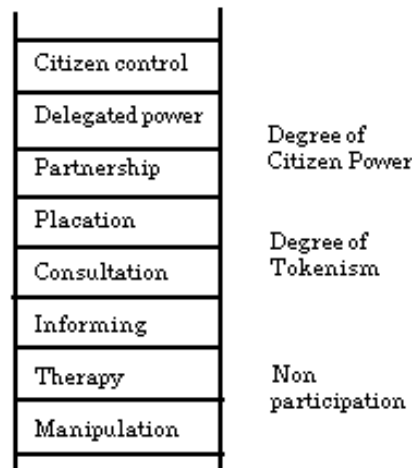 Citizen control
Delegated power
Partnership
Placation
Consultation
Informing
Therapy
Manipulation
Degree of
Citizen Power
Degree of
Tokenism
Non
participation